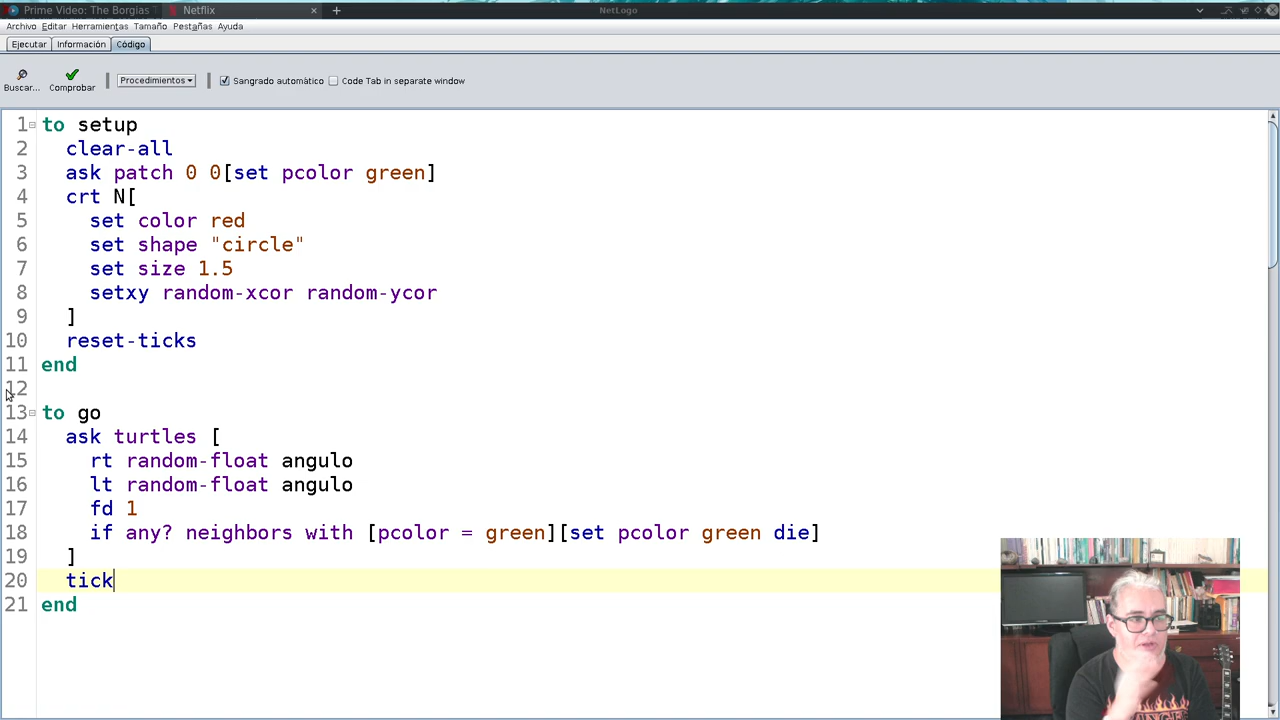 Prime Video: The Borgias
Netflix
NetLogo
Archivo Editar Herramientas Tamaño Pestañas Ayuda
Ejecutar Información Código
Buscar... Comprobar Procedimientos Sangrado automático Code Tab in separate window
1 to setup
2 clear-all
3 ask patch 0 0[set pcolor green]
4 crt N[
5 set color red
6 set shape "circle"
7 set size 1.5
8 setxy random-xcor random-ycor
9 ]
10 reset-ticks
11 end
12
13 to go
14 ask turtles [
15 rt random-float angulo
16 lt random-float angulo
17 fd 1
18 if any? neighbors with [pcolor = green][set pcolor green die]
19 ]
20 tick
21 end